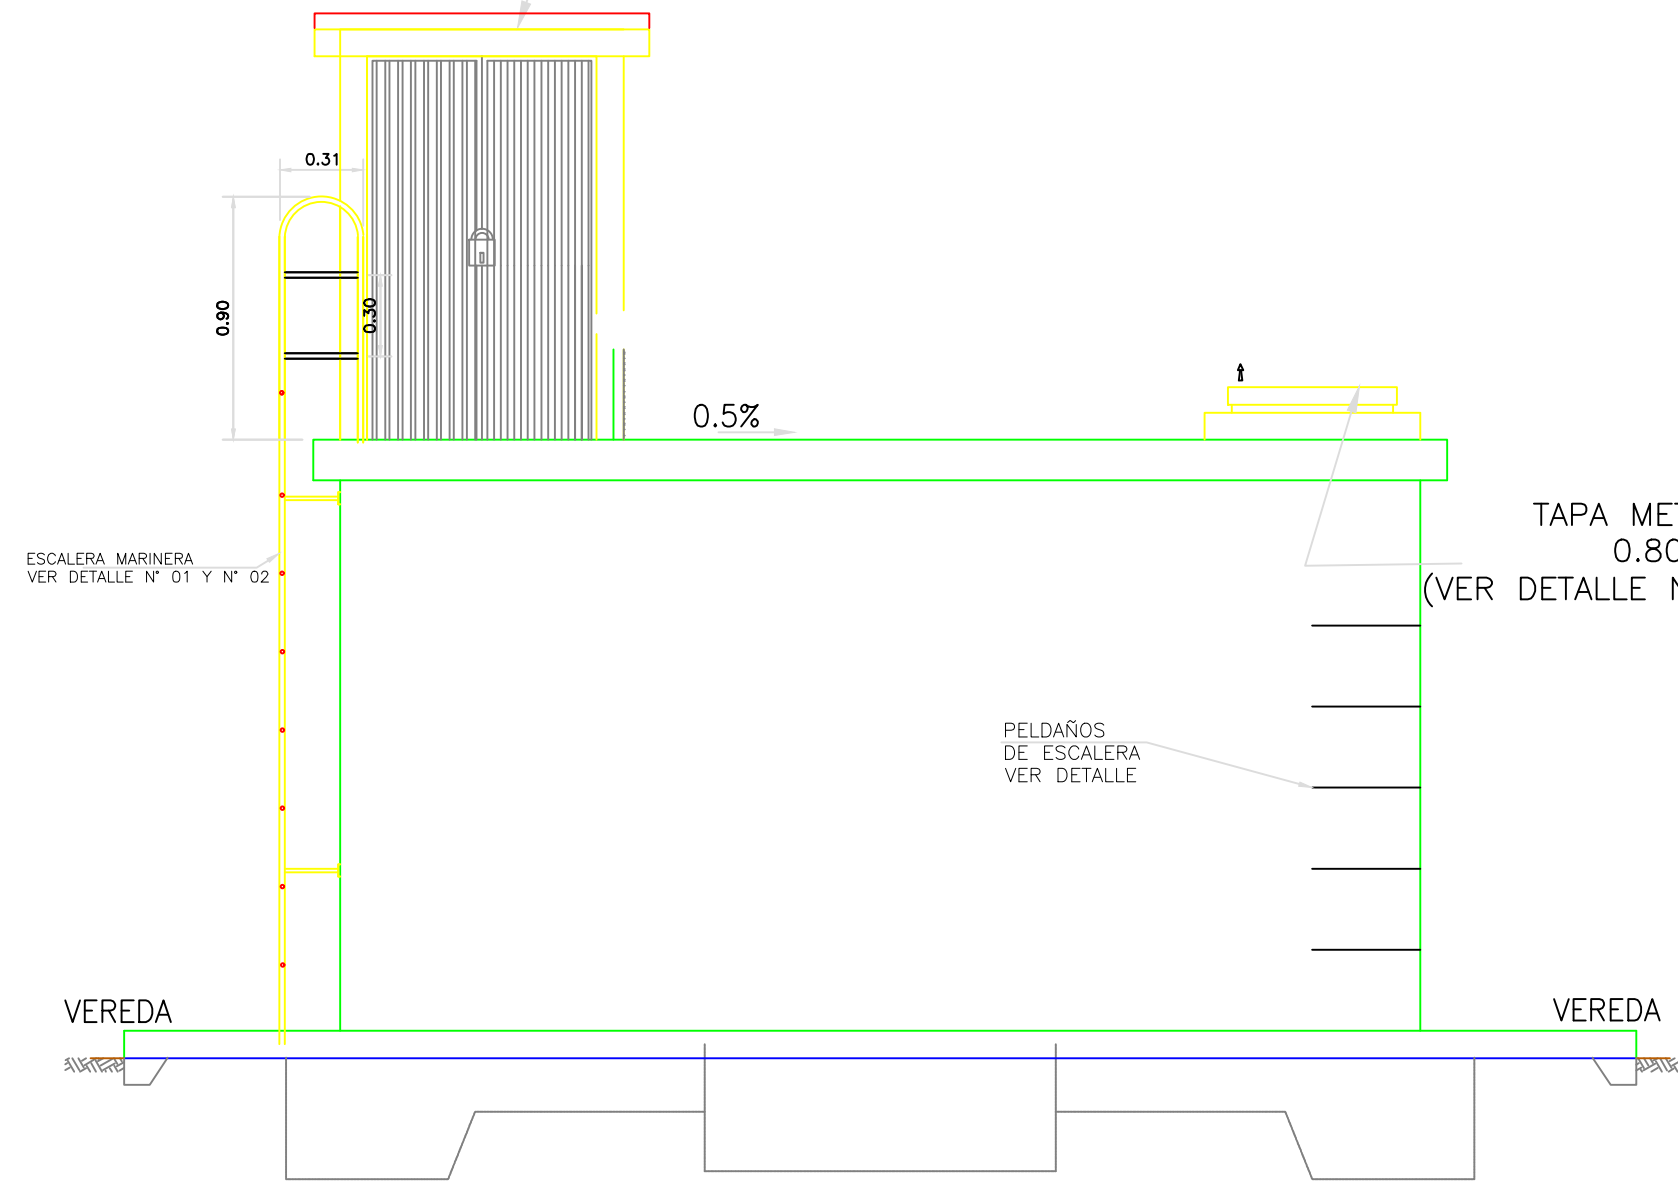 0.31
0.90
0.30
0.5%
TAPA MET
0.80
(VER DETALLE N
ESCALERA MARINERA
VER DETALLE N° 01 Y N° 02
PELDAÑOS
DE ESCALERA
VER DETALLE
VEREDA
VEREDA